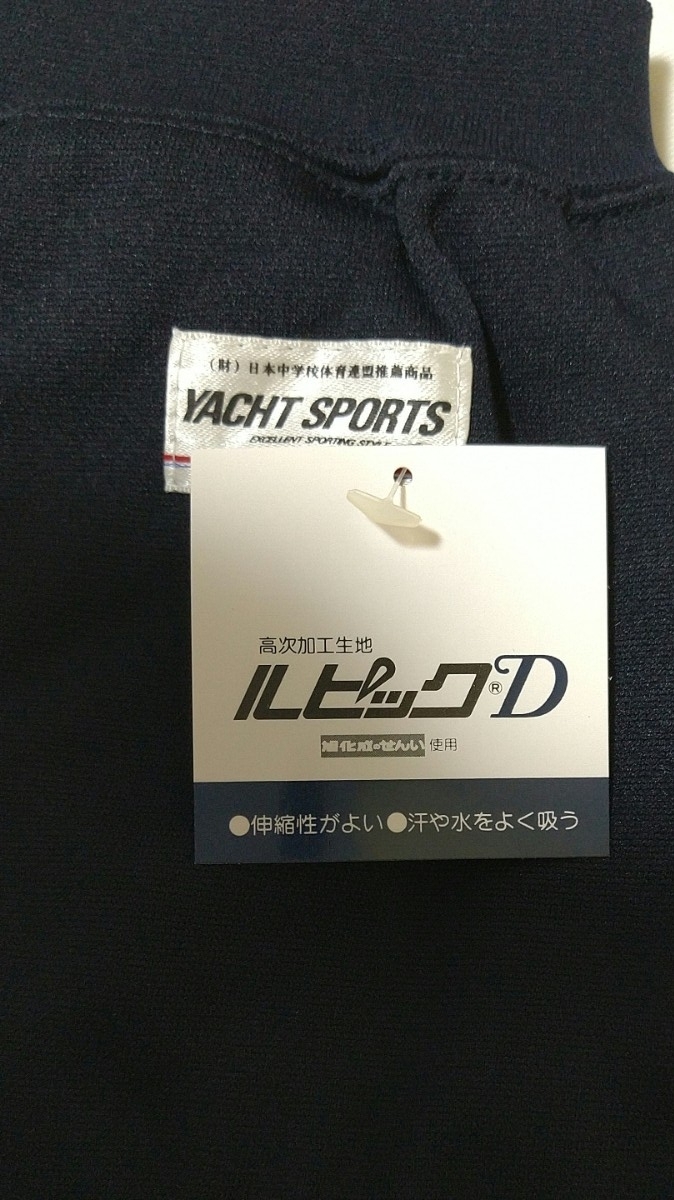 (財)日本中学校体育連盟推薦商品
YACHT SPORTS
EXCELLENT SPORTING STYLE
高次加工生地
ルピック®D
旭化成・せんい 使用
●伸縮性がよい●汗や水をよく吸う